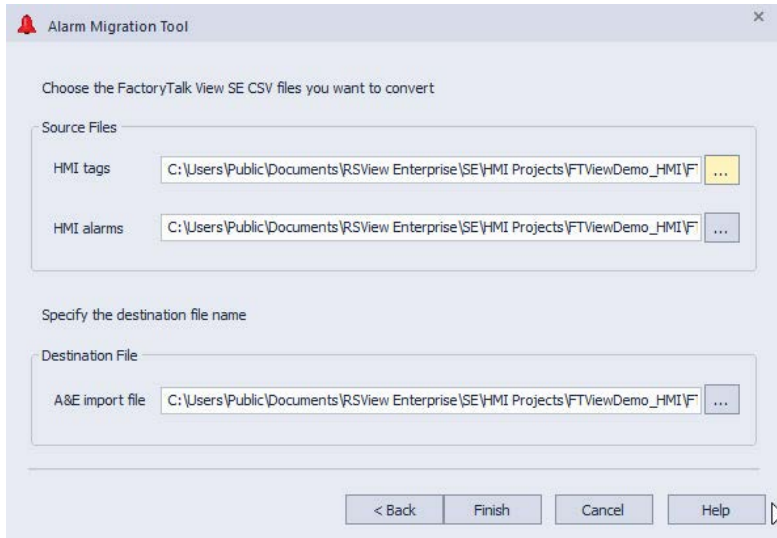 Alarm Migration Tool
Choose the FactoryTalk View SE CSV files you want to convert
Source Files
HMI tags C:\Users\Public\Documents\RSView Enterprise\SE\HMI Projects\FTViewDemo_HMI\F ...
HMI alarms C:\Users\Public\Documents\RSView Enterprise\SE\HMI Projects\FTViewDemo_HMI\F ...
Specify the destination file name
Destination File
A&E import file C:\Users\Public\Documents\RSView Enterprise\SE\HMI Projects\FTViewDemo_HMI\F ...
< Back Finish Cancel Help